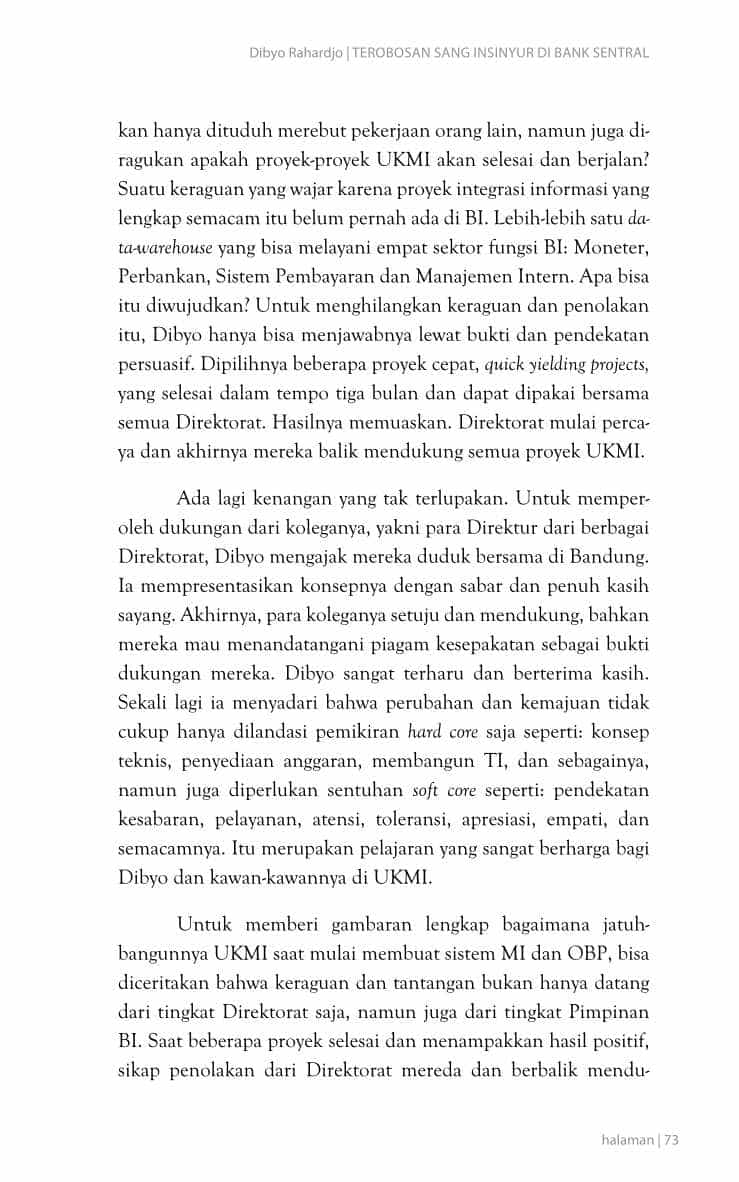 Dibyo Rahardjo | TEROBOSAN SANG INSINYUR DI BANK SENTRAL
kan hanya dituduh merebut pekerjaan orang lain, namun juga di-
ragukan apakah proyek-proyek UKMI akan selesai dan berjalan?
Suatu keraguan yang wajar karena proyek integrasi informasi yang
lengkap semacam itu belum pernah ada di BI. Lebih-lebih satu da-
ta-warehouse yang bisa melayani empat sektor fungsi BI: Moneter,
Perbankan, Sistem Pembayaran dan Manajemen Intern. Apa bisa
itu diwujudkan? Untuk menghilangkan keraguan dan penolakan
itu, Dibyo hanya bisa menjawabnya lewat bukti dan pendekatan
persuasif. Dipilihnya beberapa proyek cepat, quick yielding projects,
yang selesai dalam tempo tiga bulan dan dapat dipakai bersama
semua Direktorat. Hasilnya memuaskan. Direktorat mulai perca-
ya dan akhirnya mereka balik mendukung semua proyek UKMI.
Ada lagi kenangan yang tak terlupakan. Untuk memper-
oleh dukungan dari koleganya, yakni para Direktur dari berbagai
Direktorat, Dibyo mengajak mereka duduk bersama di Bandung.
Ia mempresentasikan konsepnya dengan sabar dan penuh kasih
sayang. Akhirnya, para koleganya setuju dan mendukung, bahkan
mereka mau menandatangani piagam kesepakatan sebagai bukti
dukungan mereka. Dibyo sangat terharu dan berterima kasih.
Sekali lagi ia menyadari bahwa perubahan dan kemajuan tidak
cukup hanya dilandasi pemikiran hard core saja seperti: konsep
teknis, penyediaan anggaran, membangun TI, dan sebagainya,
namun juga diperlukan sentuhan soft core seperti: pendekatan
kesabaran, pelayanan, atensi, toleransi, apresiasi, empati, dan
semacamnya. Itu merupakan pelajaran yang sangat berharga bagi
Dibyo dan kawan-kawannya di UKMI.
Untuk memberi gambaran lengkap bagaimana jatuh-
bangunnya UKMI saat mulai membuat sistem MI dan OBP, bisa
diceritakan bahwa keraguan dan tantangan bukan hanya datang
dari tingkat Direktorat saja, namun juga dari tingkat Pimpinan
BI. Saat beberapa proyek selesai dan menampakkan hasil positif,
sikap penolakan dari Direktorat mereda dan berbalik mendu-
halaman | 73